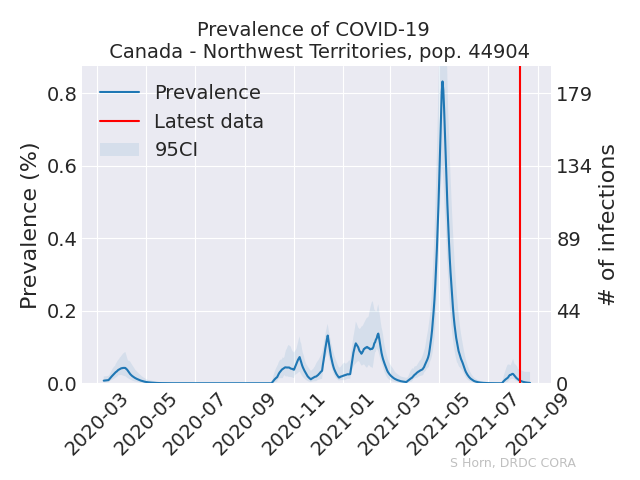 Prevalence of COVID-19
Canada - Northwest Territories, pop. 44904
Prevalence
Latest data
95CI
Prevalence (%)
0.8
0.6
0.4
0.2
0.0
179
134
89
44
0
# of infections
2020-03
2020-05
2020-07
2020-09
2020-11
2021-01
2021-03
2021-05
2021-07
2021-09
S Horn, DRDC CORA